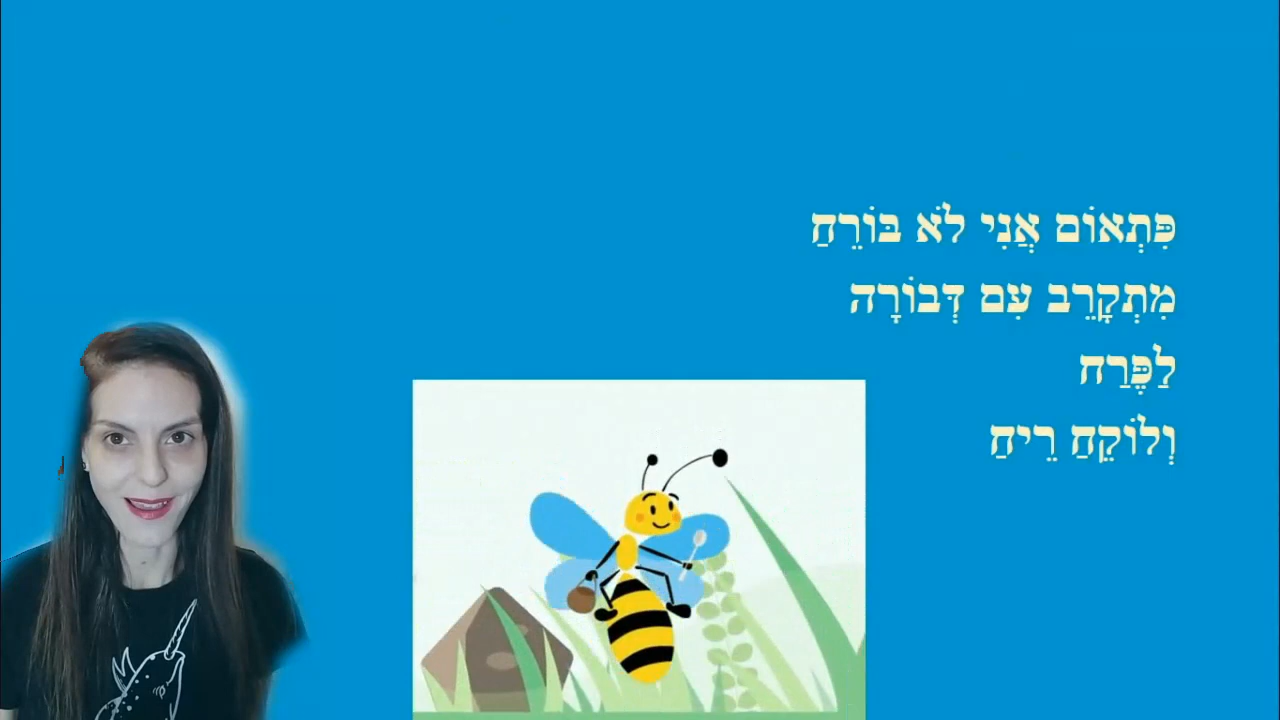 כִּתְאוֹם אֲנִי לֹא בּוֹרֵחַ
מִתְקָרֵב עִם דְּבוֹרָה
לַפֶּרַח
וְלוֹקֵחַ רֵיחַ